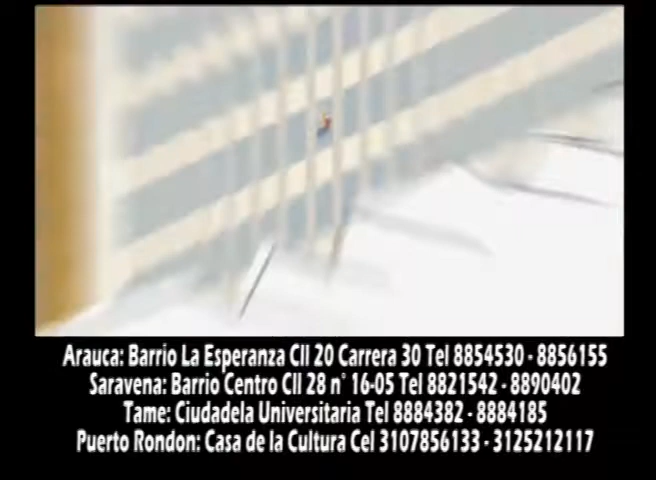 Arauca: Barrio La Esperanza Cll 20 Carrera 30 Tel 8854530 - 8856155
Saravena: Barrio Centro Cll 28 n° 16-05 Tel 8821542 - 8890402
Tame: Ciudadela Universitaria Tel 8884382 - 8884185
Puerto Rondon: Casa de la Cultura Cel 3107856133 - 3125212117